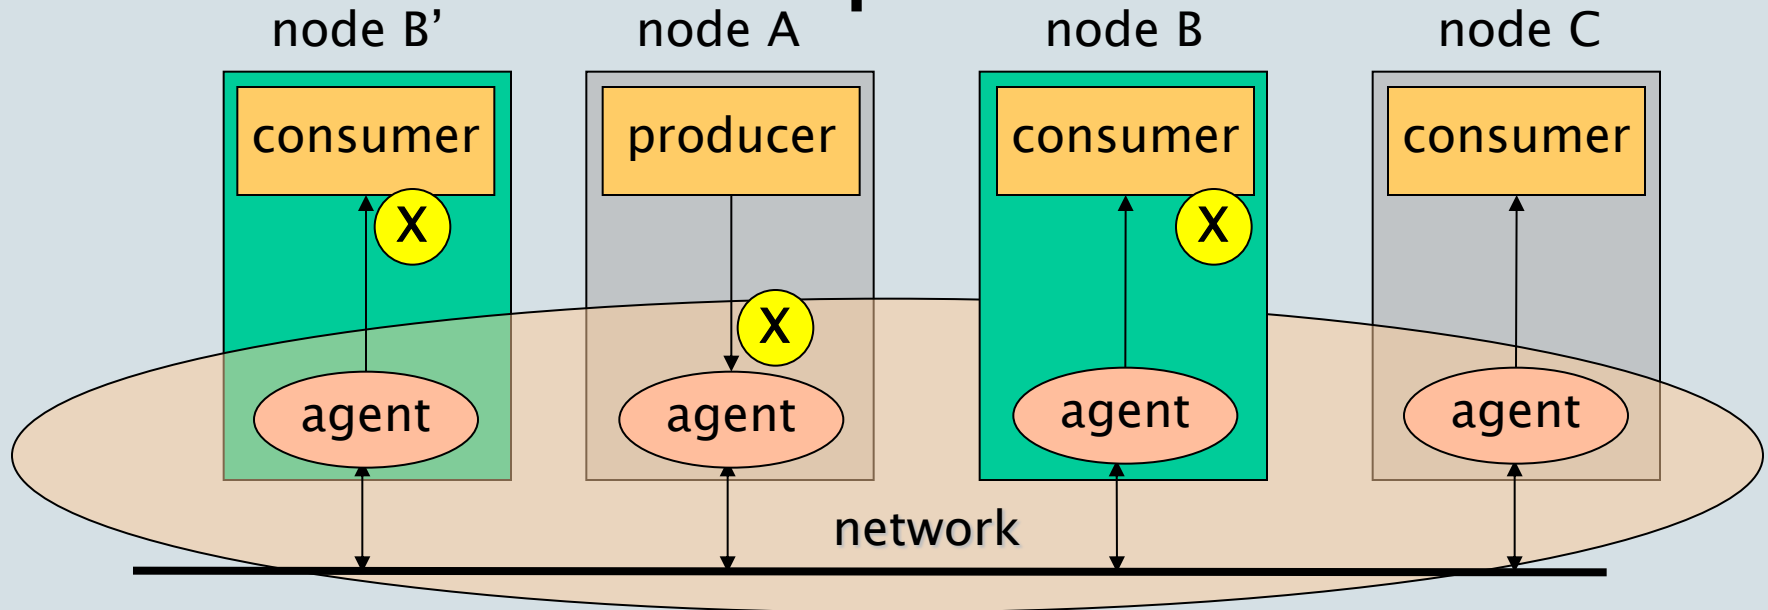 node B’ node A node B node C
consumer producer consumer consumer
X X
X
agent agent agent agent
network